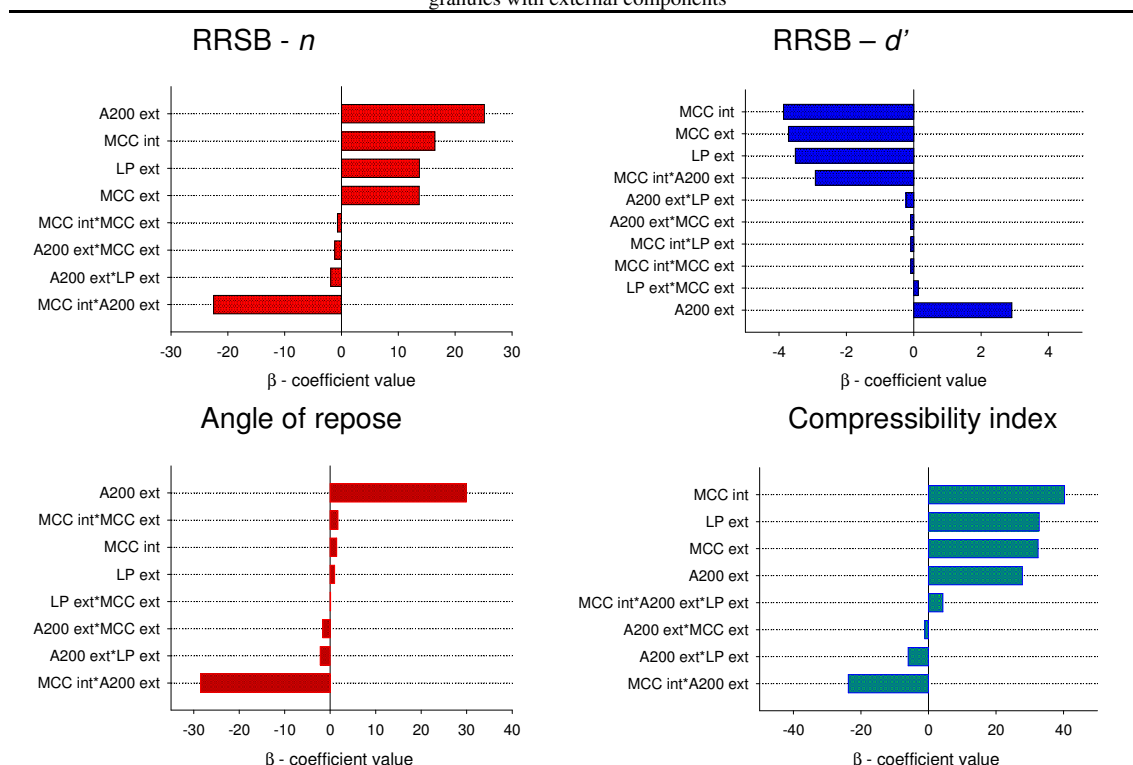 granules with external components
RRSB - n
A200 ext
MCC int
LP ext
MCC ext
MCC int*MCC ext
A200 ext*MCC ext
A200 ext*LP ext
MCC int*A200 ext
-30 -20 -10 0 10 20 30
β - coefficient value
RRSB – d'
MCC int
MCC ext
LP ext
MCC int*A200 ext
A200 ext*LP ext
A200 ext*MCC ext
MCC int*LP ext
MCC int*MCC ext
LP ext*MCC ext
A200 ext
-4 -2 0 2 4
β - coefficient value
Angle of repose
A200 ext
MCC int*MCC ext
MCC int
LP ext
LP ext*MCC ext
A200 ext*MCC ext
A200 ext*LP ext
MCC int*A200 ext
-30 -20 -10 0 10 20 30 40
β - coefficient value
Compressibility index
MCC int
LP ext
MCC ext
A200 ext
MCC int*A200 ext*LP ext
A200 ext*MCC ext
A200 ext*LP ext
MCC int*A200 ext
-40 -20 0 20 40
β - coefficient value